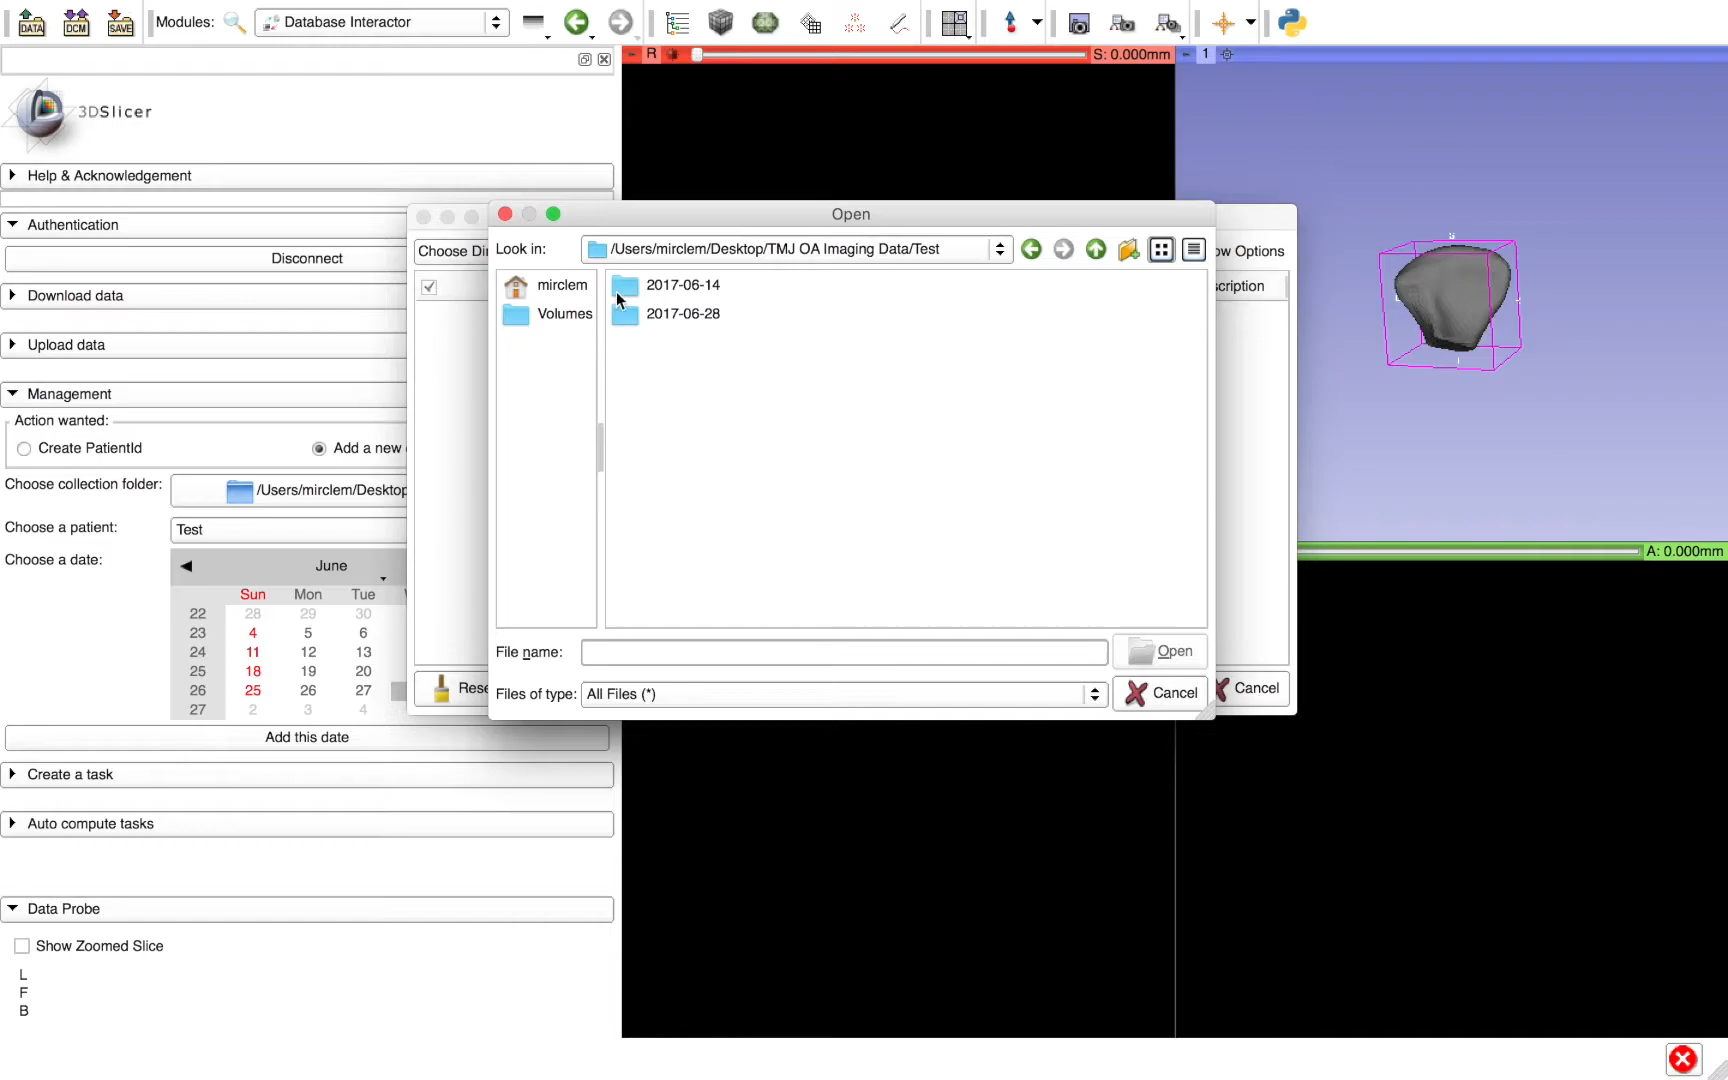 DATA DCM SAVE Modules: Database Interactor
R S: 0.000mm 1
3DSlicer
Help & Acknowledgement
Authentication
Disconnect
Download data
Upload data
Management
Action wanted:
Create PatientId Add a new
Choose collection folder: /Users/mirclem/Desktop
Choose a patient: Test
Choose a date: June
Sun Mon Tue
22 28 29 30
23 4 5 6
24 11 12 13
25 18 19 20
26 25 26 27
27 2 3 4
Add this date
Create a task
Auto compute tasks
Data Probe
Show Zoomed Slice
L
F
B
Open
Choose Di
Look in: /Users/mirclem/Desktop/TMJ OA Imaging Data/Test
ow Options
mirclem 2017-06-14
scription
Volumes 2017-06-28
File name: Open
Rese
Files of type: All Files (*) Cancel
Cancel
S
I
A: 0.000mm